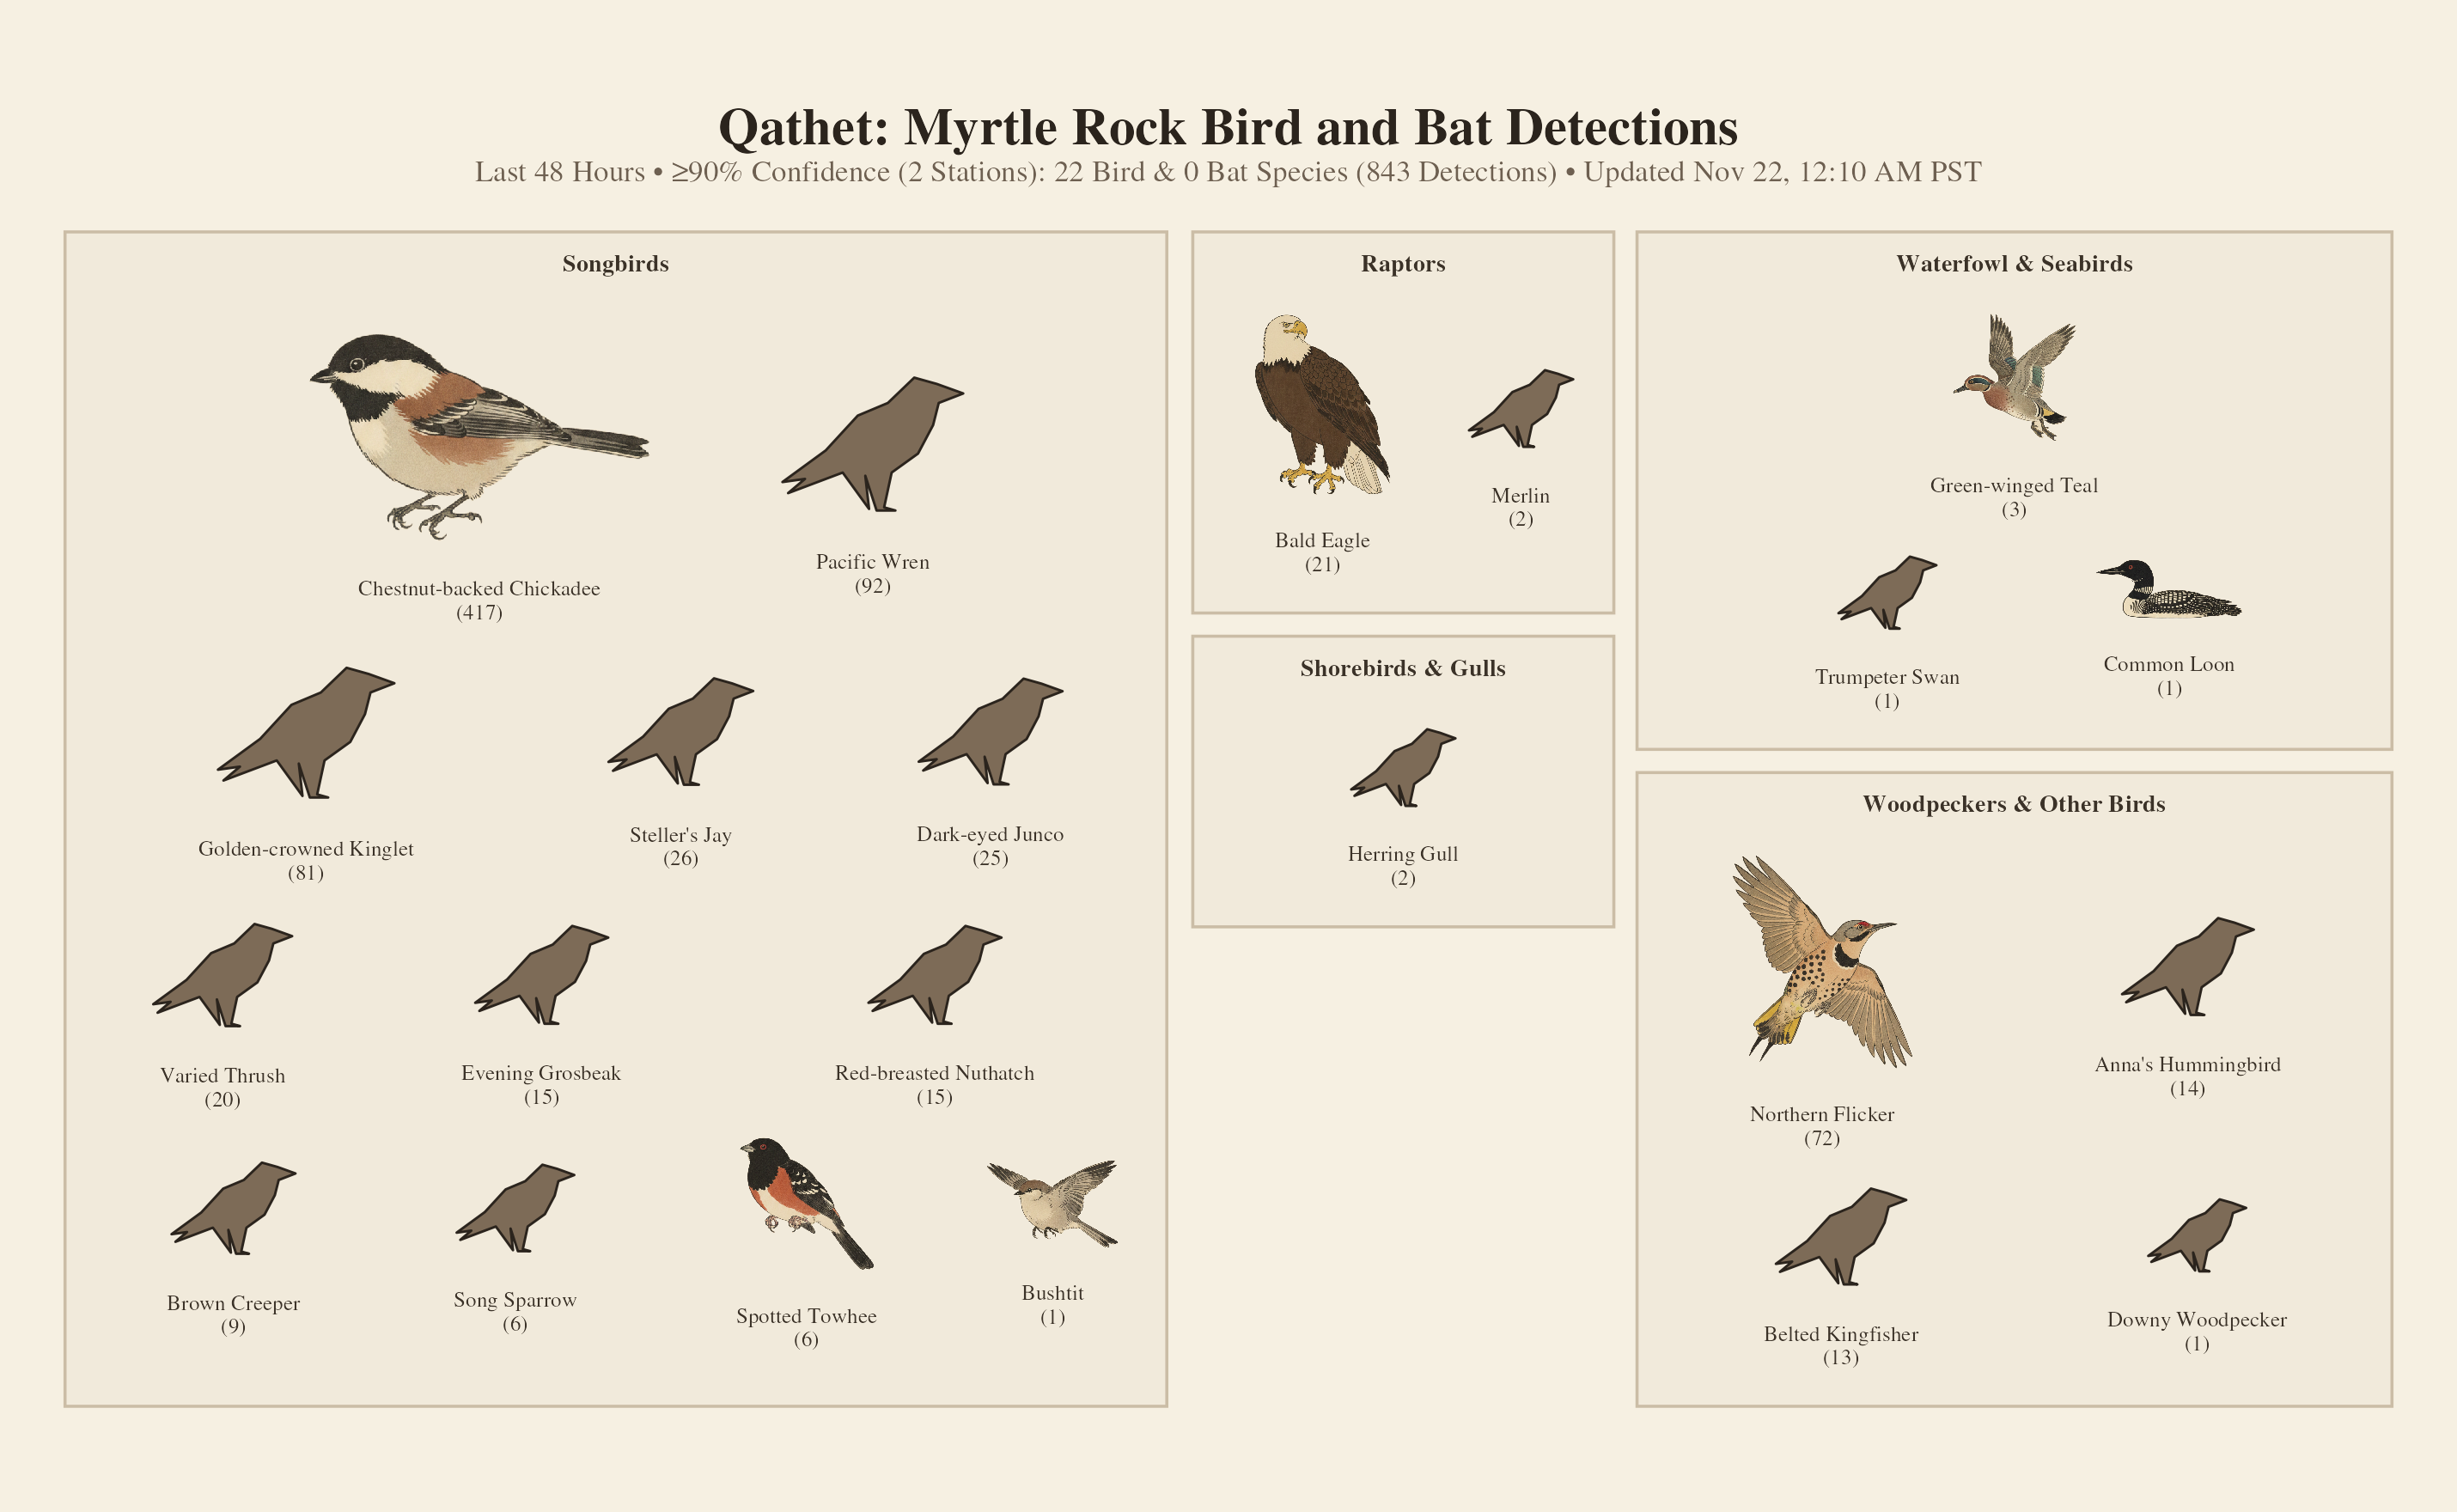 Qathet: Myrtle Rock Bird and Bat Detections
Last 48 Hours • ≥90% Confidence (2 Stations): 22 Bird & 0 Bat Species (843 Detections) • Updated Nov 22, 12:10 AM PST
Songbirds
Chestnut-backed Chickadee
(417)
Pacific Wren
(92)
Golden-crowned Kinglet
(81)
Steller's Jay
(26)
Dark-eyed Junco
(25)
Varied Thrush
(20)
Evening Grosbeak
(15)
Red-breasted Nuthatch
(15)
Brown Creeper
(9)
Song Sparrow
(6)
Spotted Towhee
(6)
Bushtit
(1)
Raptors
Bald Eagle
(21)
Merlin
(2)
Shorebirds & Gulls
Herring Gull
(2)
Waterfowl & Seabirds
Green-winged Teal
(3)
Trumpeter Swan
(1)
Common Loon
(1)
Woodpeckers & Other Birds
Northern Flicker
(72)
Anna's Hummingbird
(14)
Belted Kingfisher
(13)
Downy Woodpecker
(1)